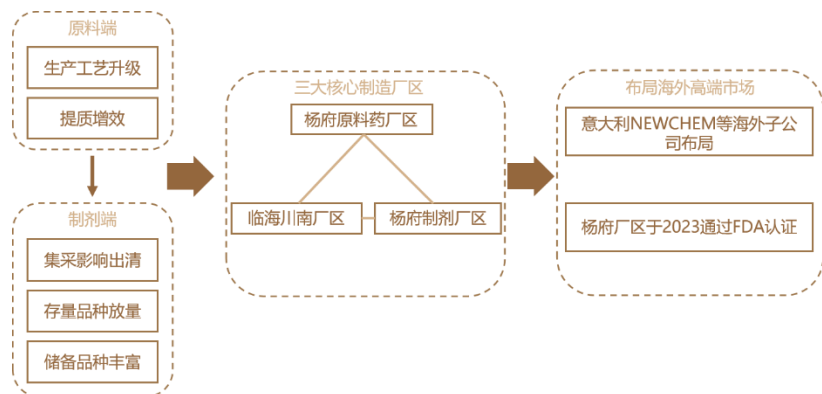 原料端
生产工艺升级
提质增效
制剂端
集采影响出清
存量品种放量
储备品种丰富
三大核心制造厂区
杨府原料药厂区
临海川南厂区
杨府制剂厂区
布局海外高端市场
意大利NEWCHEM等海外子公
司布局
杨府厂区于2023通过FDA认证